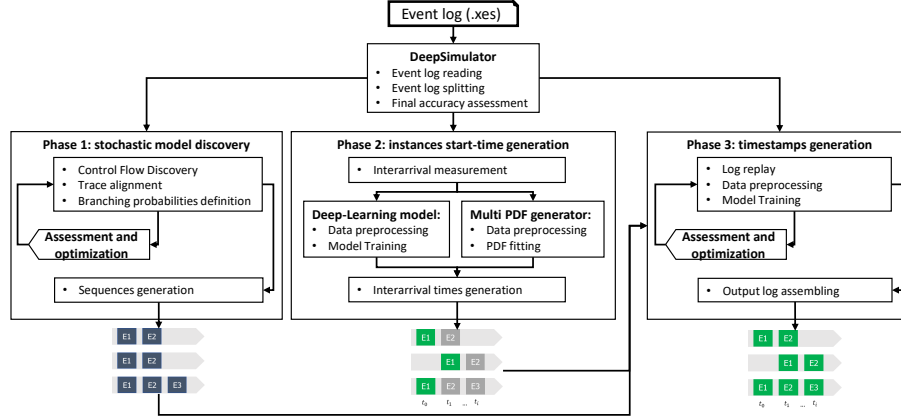 Event log (.xes)
DeepSimulator
• Event log reading
• Event log splitting
• Final accuracy assessment
Phase 1: stochastic model discovery
• Control Flow Discovery
• Trace alignment
• Branching probabilities definition
Assessment and
optimization
• Sequences generation
E1 E2
E1 E2
E1 E2 E3
Phase 2: instances start-time generation
• Interarrival measurement
Deep-Learning model:
• Data preprocessing
• Model Training
Multi PDF generator:
• Data preprocessing
• PDF fitting
• Interarrival times generation
E1 E2
E1 E2
E1 E2 E3
t₀ t₁ ... tᵢ
Phase 3: timestamps generation
• Log replay
• Data preprocessing
• Model Training
Assessment and
optimization
• Output log assembling
E1 E2
E1 E2
E1 E2 E3
t₀ t₁ ... tᵢ